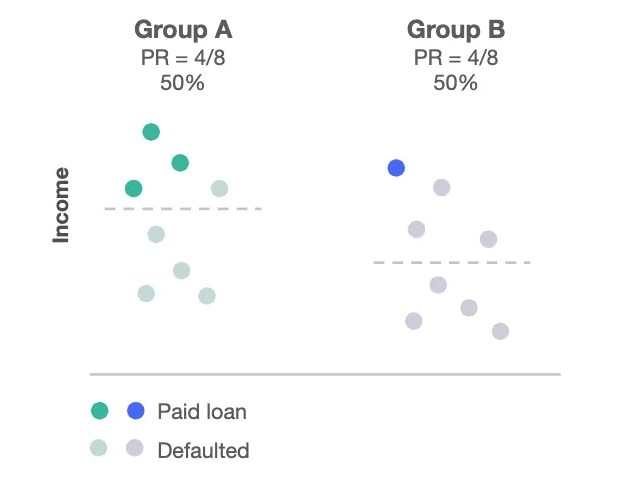 Group A
PR = 4/8
50%
Group B
PR = 4/8
50%
Income
Paid loan
Defaulted